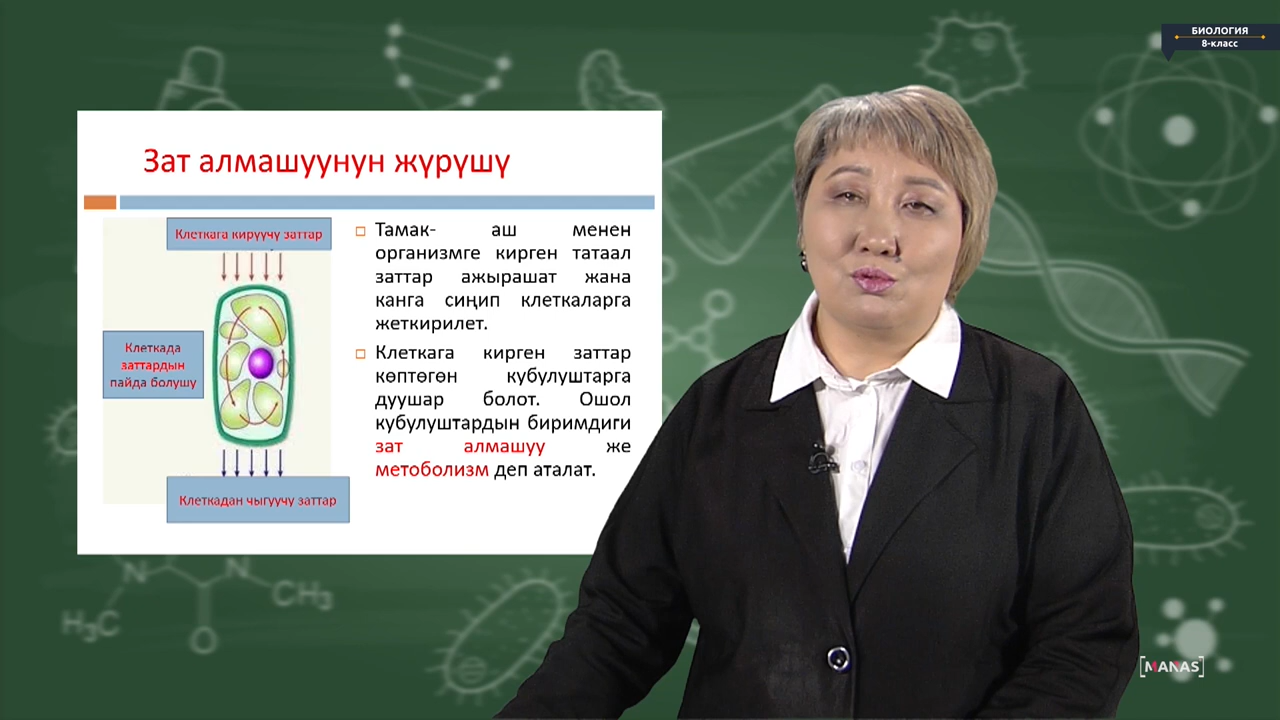 БИОЛОГИЯ
8-класс
Зат алмашуунун жүрүшү
Клеткага кирүүчү заттар
Клеткада
заттардын
пайда болушу
Клеткадан чыгуучу заттар
Тамак- аш менен
организмге кирген татаал
заттар ажырашат жана
канга сиңип клеткаларга
жеткирилет.
Клеткага кирген заттар
көптөгөн кубулуштарга
дуушар болот. Ошол
кубулуштардын биримдиги
зат алмашуу же
метоболизм деп аталат.
N
N
CH₃
H₃C
O
[MANAS]